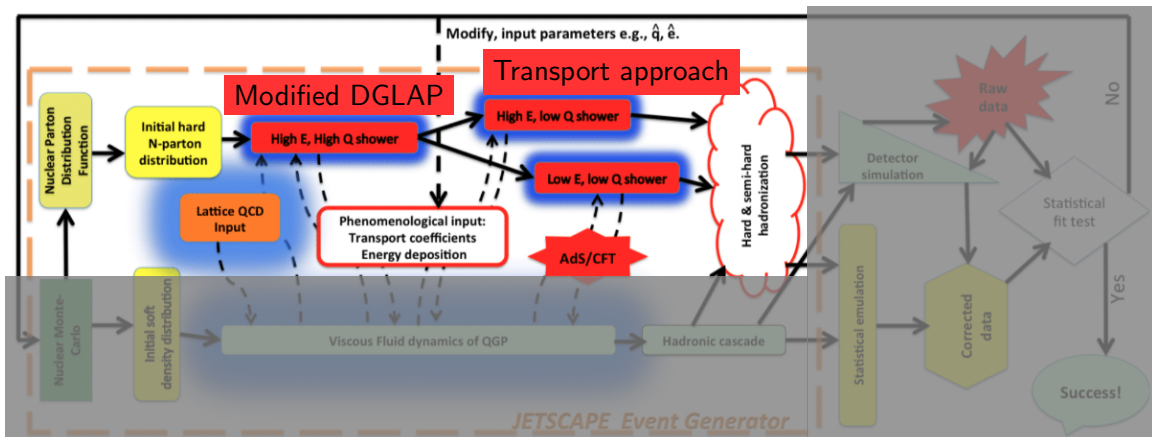 Modify, input parameters e.g., q̂, ê.
Transport approach
Modified DGLAP
Nuclear Parton
Distribution
Function
Initial hard
N-parton
distribution
High E, High Q shower
High E, low Q shower
Low E, low Q shower
Lattice QCD
Input
Phenomenological input:
Transport coefficients
Energy deposition
AdS/CFT
Hard & semi-hard
hadronization
Raw
data
No
Detector
simulation
Statistical
fit test
Nuclear Monte-
Carlo
Initial soft
density distribution
Viscous Fluid dynamics of QGP
Hadronic cascade
Statistical emulation
Corrected
data
Yes
Success!
JETSCAPE Event Generator